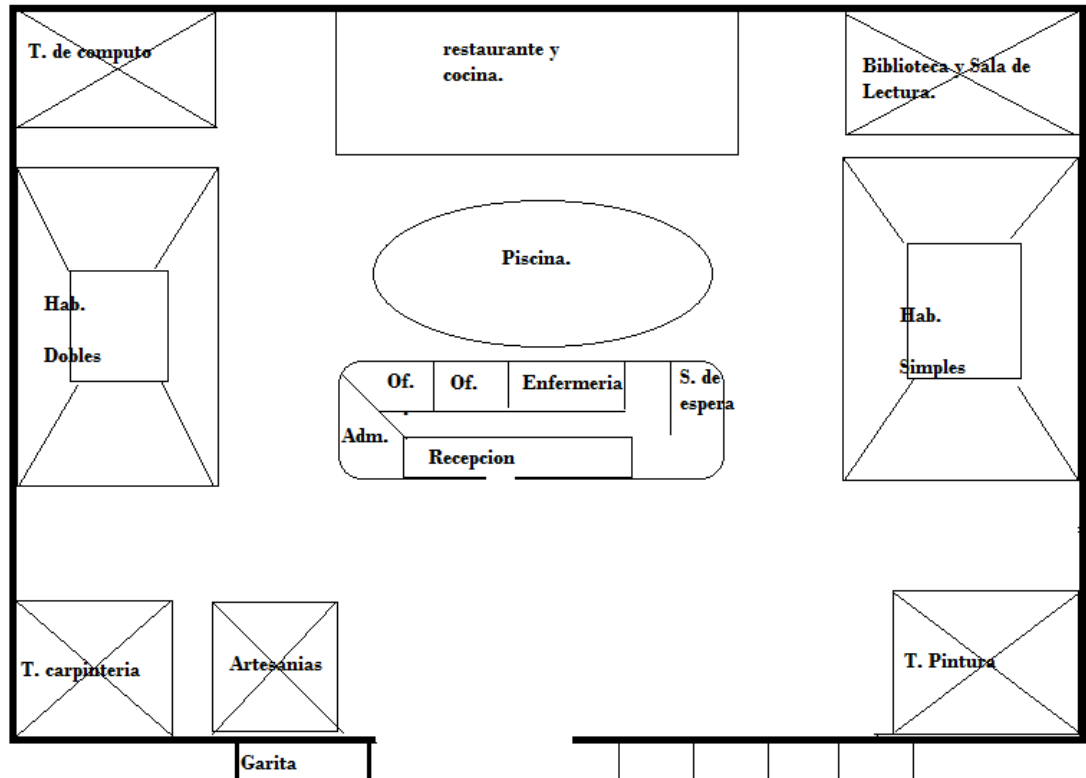 T. de computo
restaurante y
cocina.
Biblioteca y Sala de
Lectura.
Piscina.
Hab.
Dobles
Hab.
Simples
Of.
Of.
Enfermeria
S. de
espera
Adm.
Recepcion
T. carpinteria
Artesanias
T. Pintura
Garita